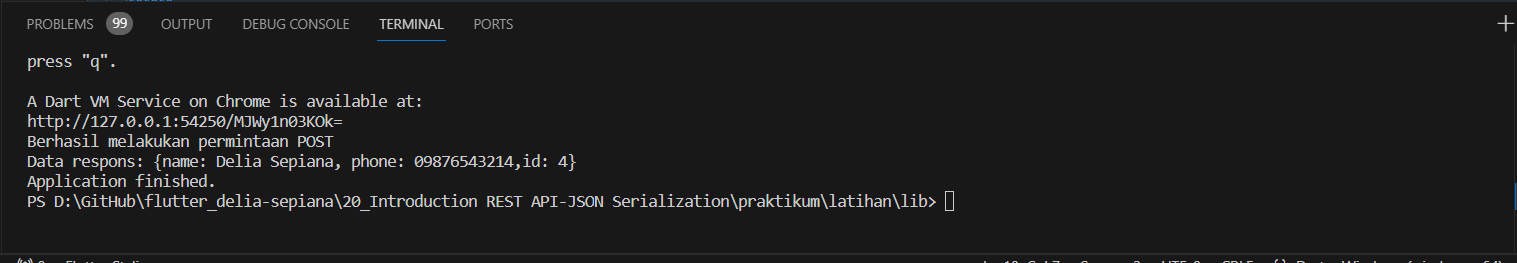 PROBLEMS 99 OUTPUT DEBUG CONSOLE TERMINAL PORTS
press "q".
A Dart VM Service on Chrome is available at:
http://127.0.0.1:54250/MJWy1n03KOk=
Berhasil melakukan permintaan POST
Data respons: {name: Delia Sepiana, phone: 09876543214,id: 4}
Application finished.
PS D:\GitHub\flutter_delia-sepiana\20_Introduction REST API-JSON Serialization\praktikum\latihan\lib>